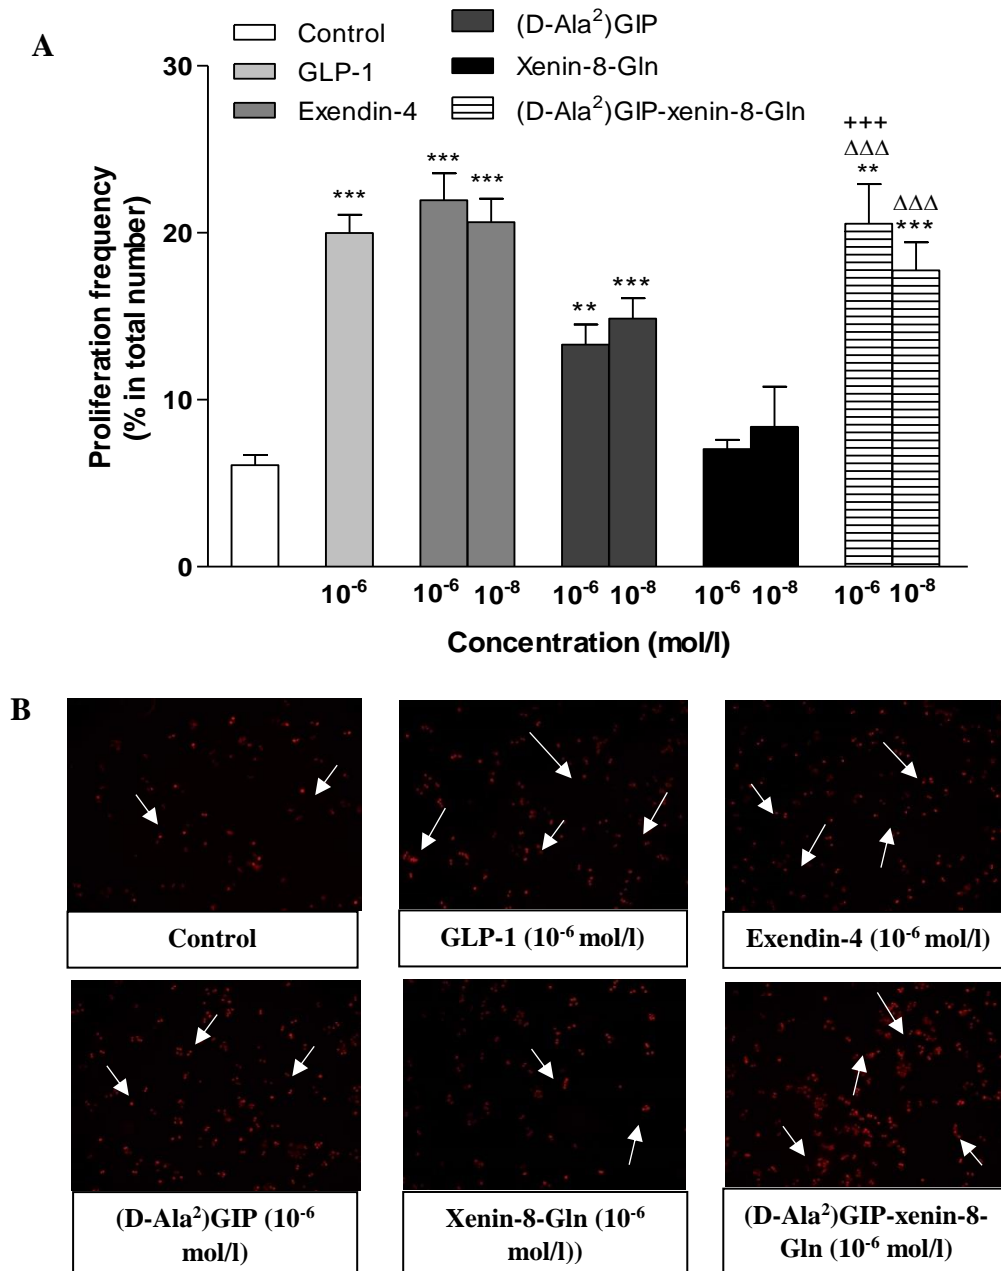 A
Control
GLP-1
Exendin-4
(D-Ala²)GIP
Xenin-8-Gln
(D-Ala²)GIP-xenin-8-Gln
Proliferation frequency
(% in total number)
30
20
10
0
***
***
***
**
***
+++
ΔΔΔ
**
ΔΔΔ
***
10⁻⁶
10⁻⁶ 10⁻⁸
10⁻⁶ 10⁻⁸
10⁻⁶ 10⁻⁸
10⁻⁶ 10⁻⁸
Concentration (mol/l)
B
Control
GLP-1 (10⁻⁶ mol/l)
Exendin-4 (10⁻⁶ mol/l)
(D-Ala²)GIP (10⁻⁶
mol/l)
Xenin-8-Gln (10⁻⁶
mol/l))
(D-Ala²)GIP-xenin-8-
Gln (10⁻⁶ mol/l)